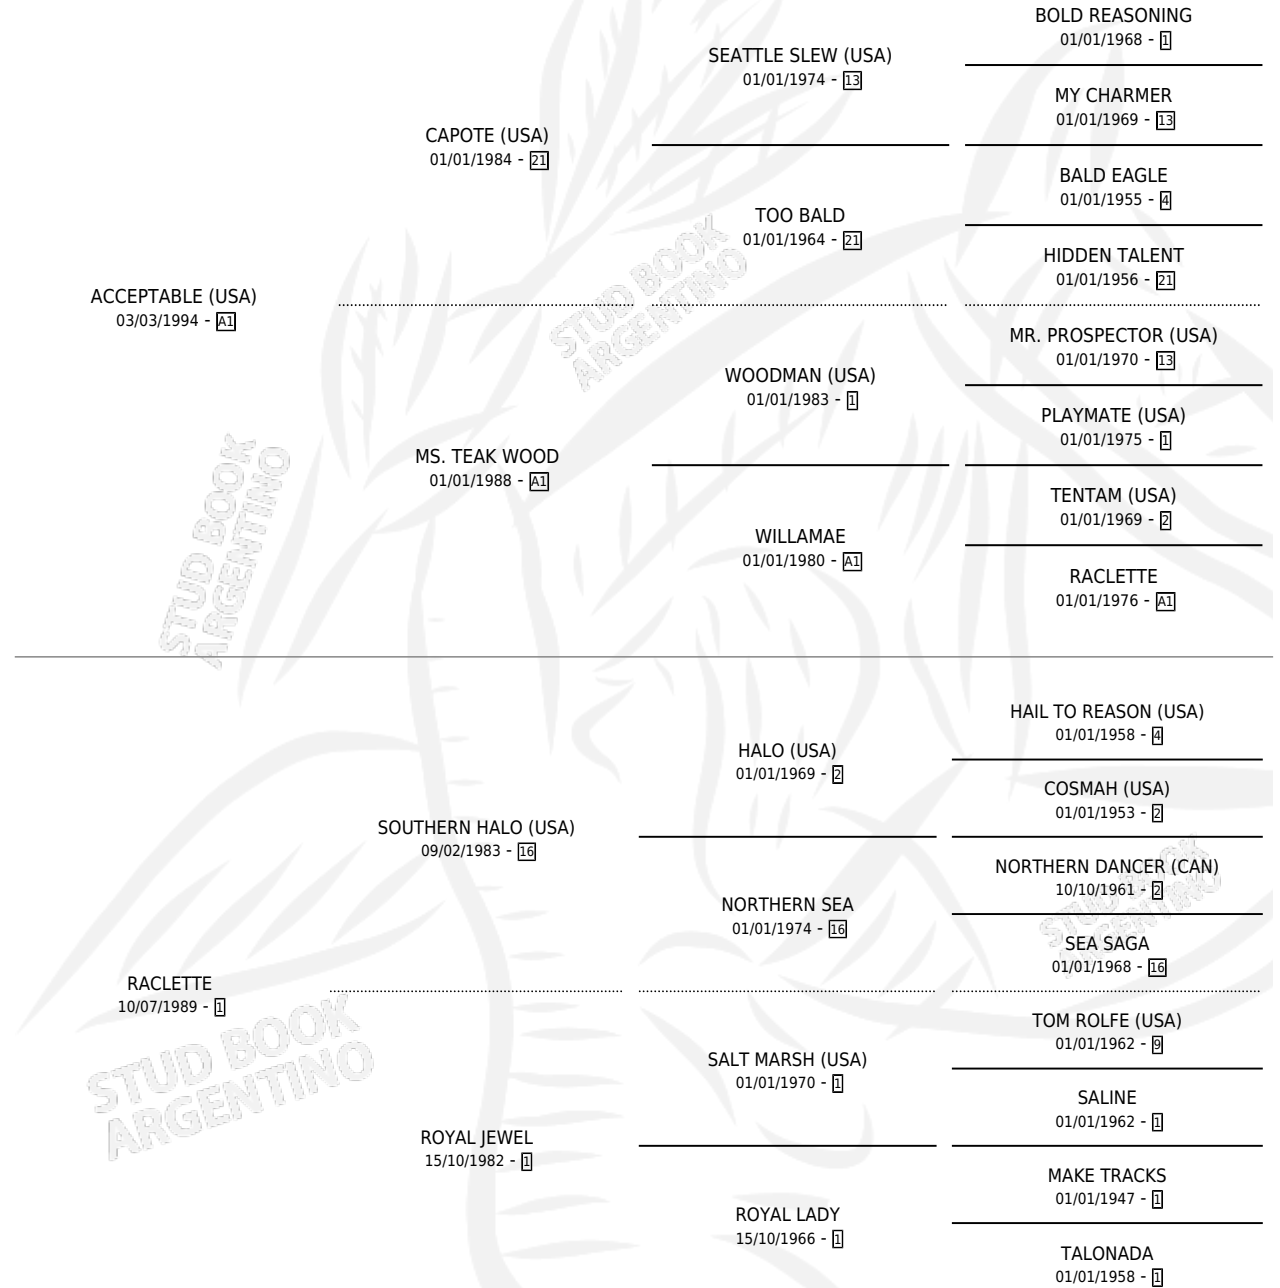 BOLD REASONING
01/01/1968 - 1
SEATTLE SLEW (USA)
01/01/1974 - 13
MY CHARMER
01/01/1969 - 13
CAPOTE (USA)
01/01/1984 - 21
BALD EAGLE
01/01/1955 - 4
TOO BALD
01/01/1964 - 21
HIDDEN TALENT
01/01/1956 - 21
ACCEPTABLE (USA)
03/03/1994 - A1
MR. PROSPECTOR (USA)
01/01/1970 - 13
WOODMAN (USA)
01/01/1983 - 1
PLAYMATE (USA)
01/01/1975 - 1
MS. TEAK WOOD
01/01/1988 - A1
TENTAM (USA)
01/01/1969 - 2
WILLAMAE
01/01/1980 - A1
RACLETTE
01/01/1976 - A1
HAIL TO REASON (USA)
01/01/1958 - 4
HALO (USA)
01/01/1969 - 2
COSMAH (USA)
01/01/1953 - 2
SOUTHERN HALO (USA)
09/02/1983 - 16
NORTHERN DANCER (CAN)
10/10/1961 - 2
NORTHERN SEA
01/01/1974 - 16
SEA SAGA
01/01/1968 - 16
RACLETTE
10/07/1989 - 1
TOM ROLFE (USA)
01/01/1962 - 9
SALT MARSH (USA)
01/01/1970 - 1
SALINE
01/01/1962 - 1
ROYAL JEWEL
15/10/1982 - 1
MAKE TRACKS
01/01/1947 - 1
ROYAL LADY
15/10/1966 - 1
TALONADA
01/01/1958 - 1
STUD BOOK
ARGENTINO
STUD BOOK
ARGENTINO
STUD BOOK
ARGENTINO
STUD BOOK
ARGENTINO